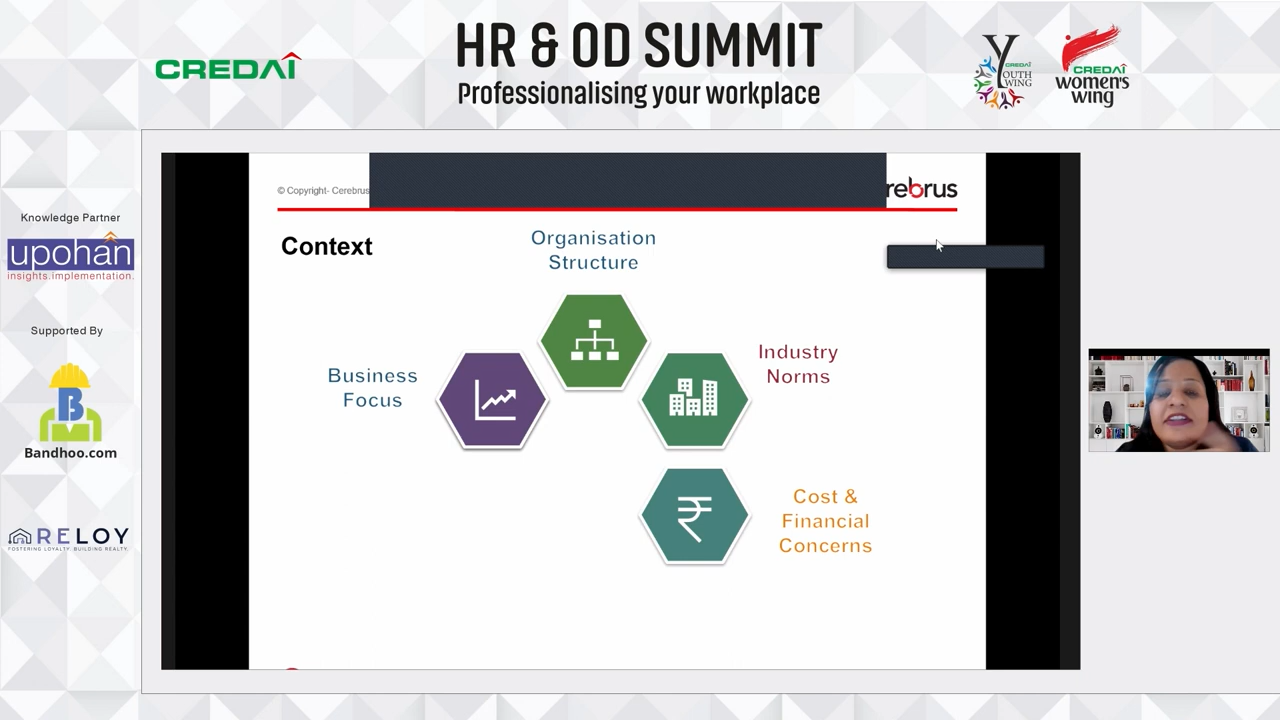 HR & OD SUMMIT
Professionalising your workplace
CREDAI
CREDAI
YOUTH
WING
CREDAI
women's
wing
Knowledge Partner
upohan
insights.implementation.
Supported By
B
Bandhoo.com
RELOY
FOSTERING LOYALTY. BUILDING REALTY.
© Copyright- Cerebrus
rebrus
Context
Organisation
Structure
Business
Focus
Industry
Norms
₹
Cost &
Financial
Concerns